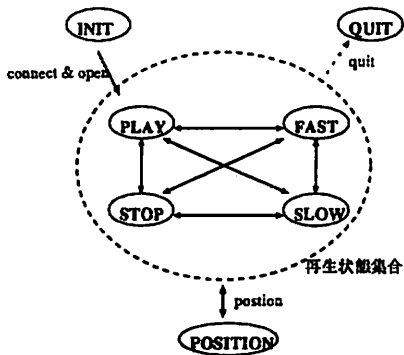 INIT
QUIT
connect & open
quit
PLAY
FAST
STOP
SLOW
再生状態集合
postion
POSITION